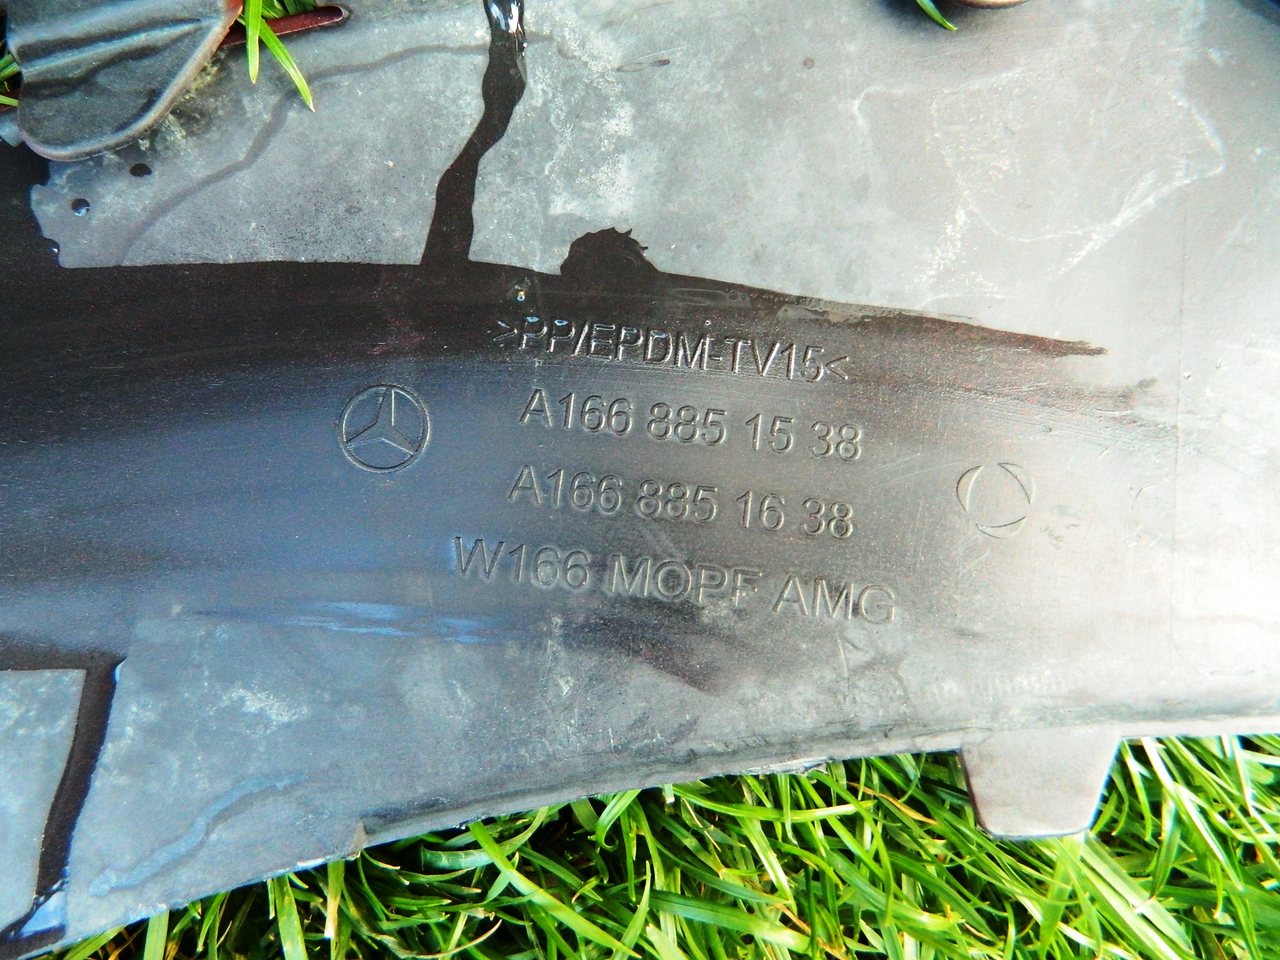 >PP/EPDM-TV15<
A166 885 15 38
A166 885 16 38
W166 MOPF AMG